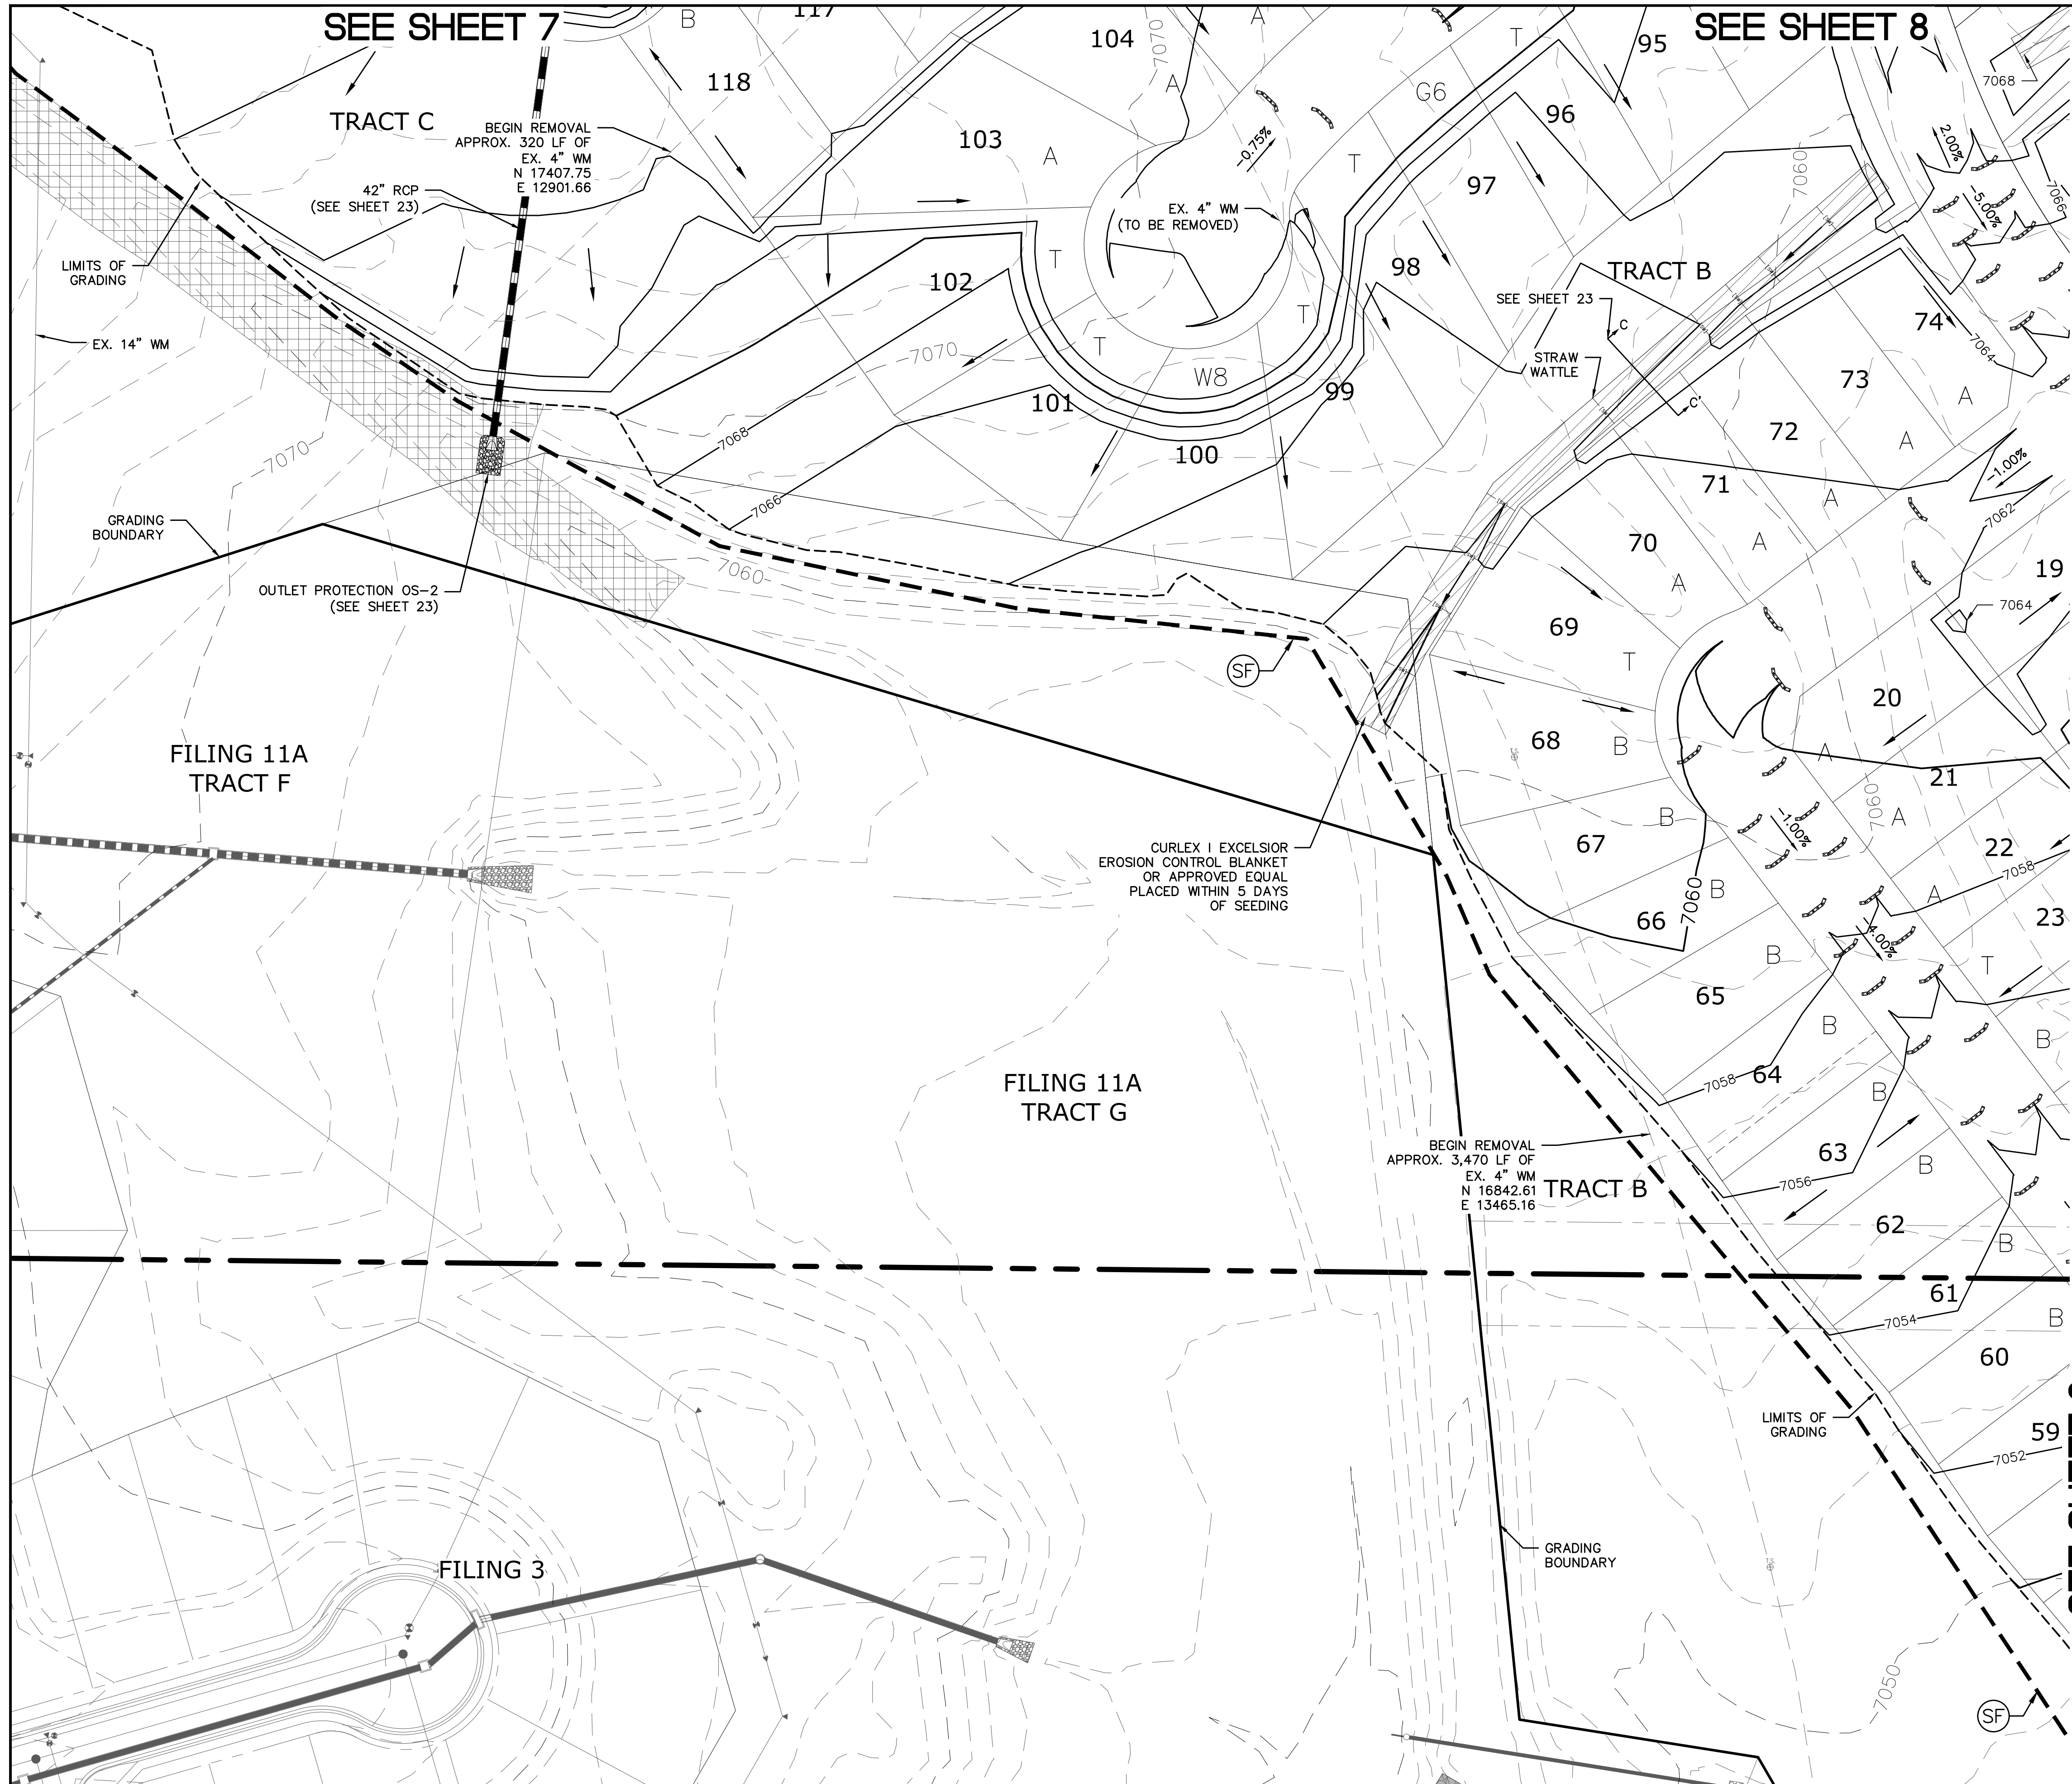 SEE SHEET 7
SEE SHEET 8
B
117
104
7070
A
A
T
95
7068
118
G6
96
TRACT C
BEGIN REMOVAL
APPROX. 320 LF OF
EX. 4" WM
N 17407.75
E 12901.66
103
A
-0.75%
T
97
7060
2.00%
-5.00%
7066
42" RCP
(SEE SHEET 23)
EX. 4" WM
(TO BE REMOVED)
LIMITS OF
GRADING
102
T
T
98
TRACT B
SEE SHEET 23
C
74
7064
EX. 14" WM
7070
T
W8
99
STRAW
WATTLE
73
A
C'
101
7068
100
72
A
7070
7066
71
A
-1.00%
7062
GRADING
BOUNDARY
7060
70
A
A
19
7064
OUTLET PROTECTION OS-2
(SEE SHEET 23)
69
T
SF
20
FILING 11A
TRACT F
68
B
A
21
7060
A
67
B
-1.00%
22
7058
CURLEX I EXCELSIOR
EROSION CONTROL BLANKET
OR APPROVED EQUAL
PLACED WITHIN 5 DAYS
OF SEEDING
66
7060
B
A
23
-4.00%
B
T
65
B
B
FILING 11A
TRACT G
7058
64
B
BEGIN REMOVAL
APPROX. 3,470 LF OF
EX. 4" WM
N 16842.61
E 13465.16
TRACT B
63
B
7056
62
B
61
B
7054
60
LIMITS OF
GRADING
59
7052
GRADING
BOUNDARY
FILING 3
7050
SF